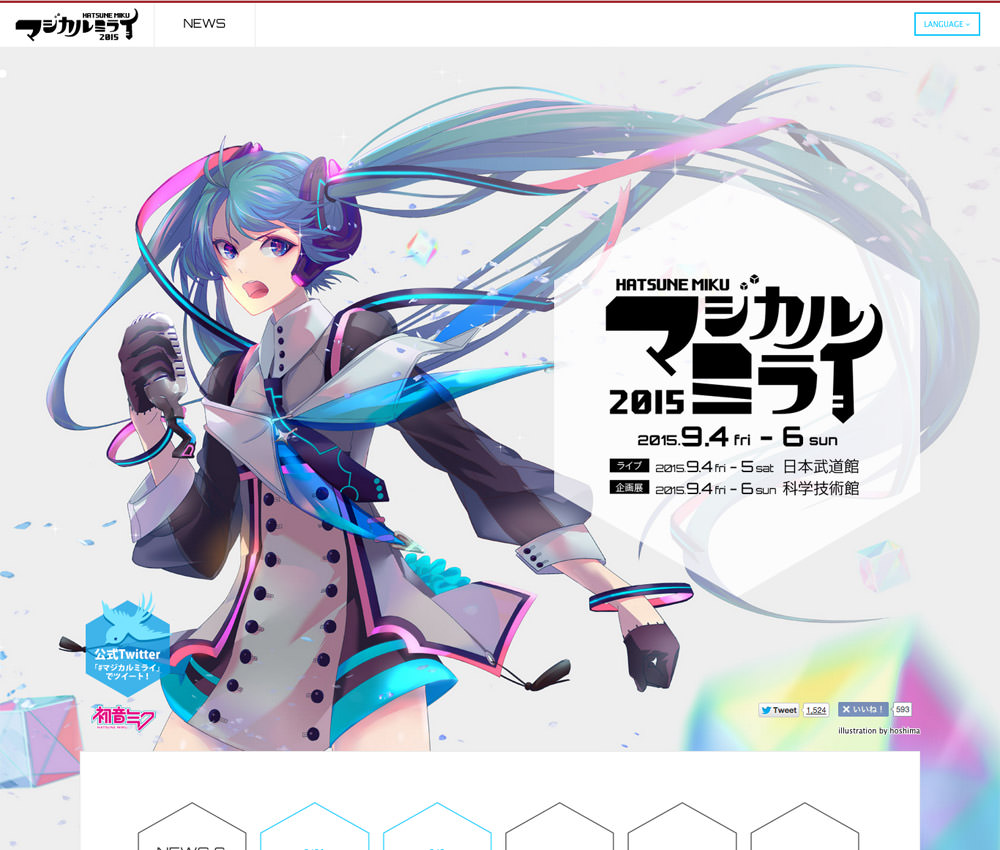 HATSUNE MIKU
マジカルミライ
2015
NEWS
LANGUAGE
HATSUNE MIKU
マジカル
ミライ
2015
2015.9.4 fri - 6 sun
ライブ 2015.9.4 fri - 5 sat 日本武道館
企画展 2015.9.4 fri - 6 sun 科学技術館
公式Twitter
「#マジカルミライ」
でツイート！
初音ミク
HATSUNE MIKU
Tweet 1,524 いいね！ 593
illustration by hoshima